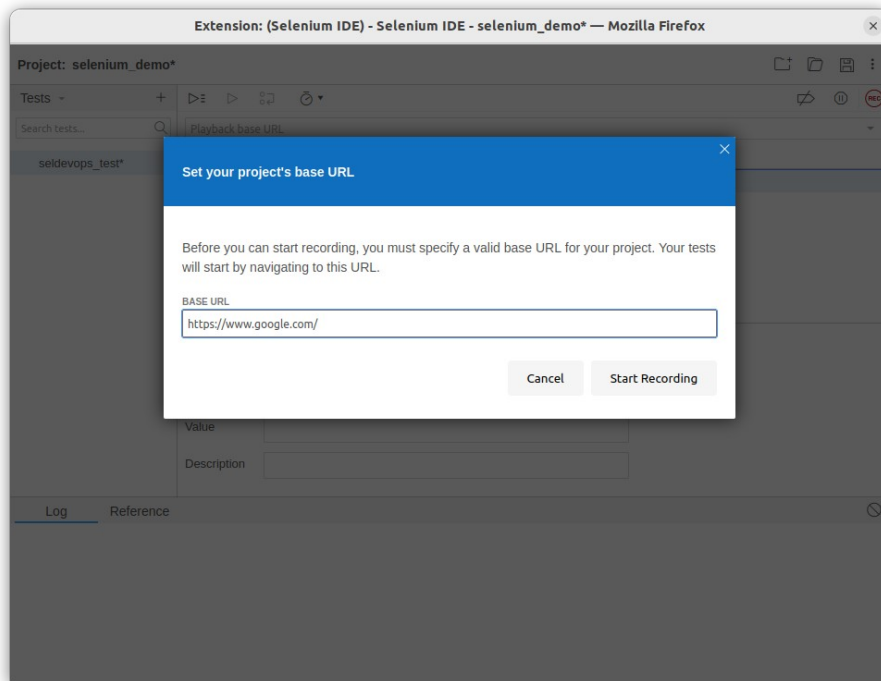 Extension: (Selenium IDE) - Selenium IDE - selenium_demo* — Mozilla Firefox
Project: selenium_demo*
Tests
Search tests...
Playback base URL
REC
seldevops_test*
Set your project's base URL
Before you can start recording, you must specify a valid base URL for your project. Your tests
will start by navigating to this URL.
BASE URL
https://www.google.com/
Cancel Start Recording
Value
Description
Log Reference